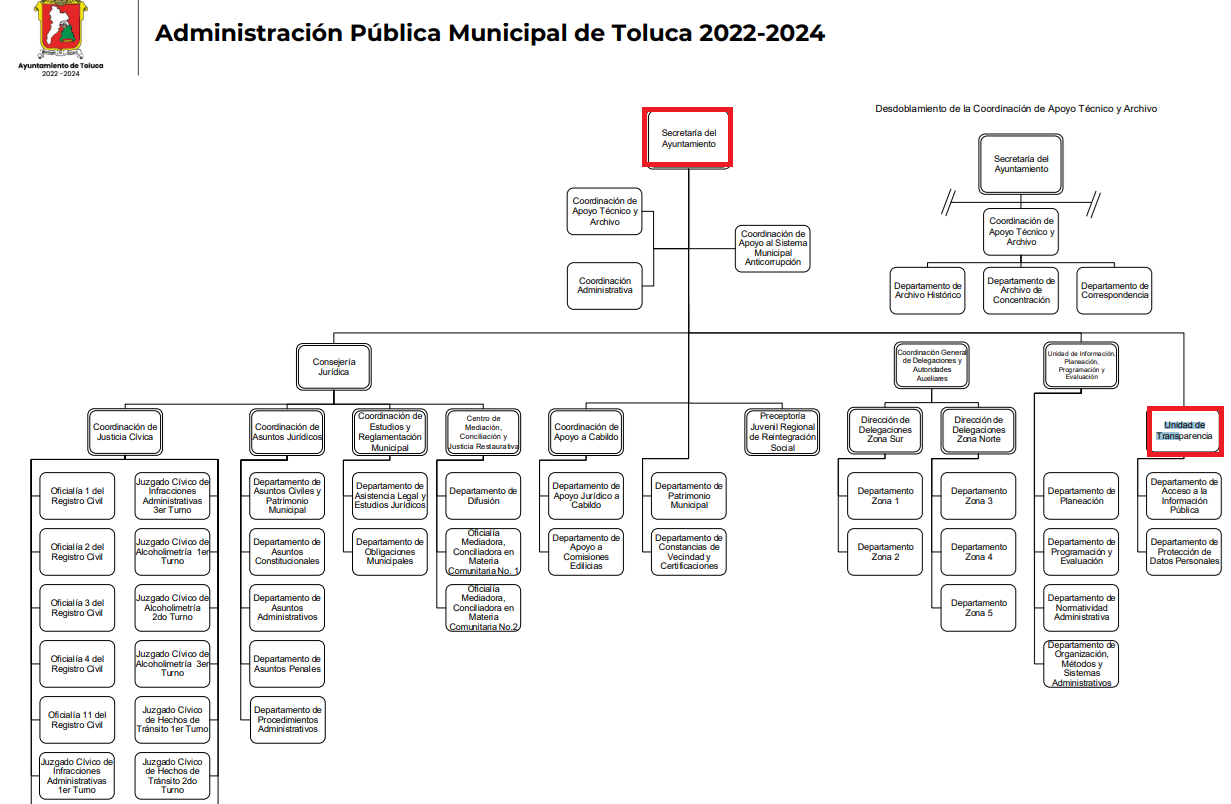 Administración Pública Municipal de Toluca 2022-2024
Ayuntamiento de Toluca
2022 -2024
Desdoblamiento de la Coordinación de Apoyo Técnico y Archivo
Secretaría del
Ayuntamiento
Secretaría del
Ayuntamiento
Coordinación de
Apoyo Técnico y
Archivo
Coordinación de
Apoyo al Sistema
Municipal
Anticorrupción
Coordinación
Administrativa
Coordinación de
Apoyo Técnico y
Archivo
Departamento de
Archivo Histórico
Departamento de
Archivo de
Concentración
Departamento de
Correspondencia
Consejería
Jurídica
Coordinación General
de Delegaciones y
Autoridades
Auxiliares
Unidad de Información,
Planeación,
Programación y
Evaluación
Coordinación de
Justicia Cívica
Coordinación de
Asuntos Jurídicos
Coordinación de
Estudios y
Reglamentación
Municipal
Centro de
Mediación,
Conciliación y
Justicia Restaurativa
Coordinación de
Apoyo a Cabildo
Preceptoría
Juvenil Regional
de Reintegración
Social
Dirección de
Delegaciones
Zona Sur
Dirección de
Delegaciones
Zona Norte
Unidad de
Transparencia
Oficialía 1 del
Registro Civil
Juzgado Cívico de
Infracciones
Administrativas
3er Turno
Departamento de
Asuntos Civiles y
Patrimonio
Municipal
Departamento de
Asistencia Legal y
Estudios Jurídicos
Departamento de
Difusión
Departamento de
Apoyo Jurídico a
Cabildo
Departamento de
Patrimonio
Municipal
Departamento
Zona 1
Departamento
Zona 3
Departamento de
Planeación
Departamento de
Acceso a la
Información
Pública
Oficialía 2 del
Registro Civil
Juzgado Cívico de
Alcoholimetría 1er
Turno
Departamento de
Asuntos
Constitucionales
Departamento de
Obligaciones
Municipales
Oficialía
Mediadora,
Conciliadora en
Materia
Comunitaria No. 1
Departamento de
Apoyo a
Comisiones
Edilicias
Departamento de
Constancias de
Vecindad y
Certificaciones
Departamento
Zona 2
Departamento
Zona 4
Departamento de
Programación y
Evaluación
Departamento de
Protección de
Datos Personales
Oficialía 3 del
Registro Civil
Juzgado Cívico de
Alcoholimetría
2do Turno
Departamento de
Asuntos
Administrativos
Oficialía
Mediadora,
Conciliadora en
Materia
Comunitaria No.2
Departamento
Zona 5
Departamento de
Normatividad
Administrativa
Oficialía 4 del
Registro Civil
Juzgado Cívico de
Alcoholimetría 3er
Turno
Departamento de
Asuntos Penales
Departamento de
Organización,
Métodos y
Sistemas
Administrativos
Oficialía 11 del
Registro Civil
Juzgado Cívico
de Hechos de
Tránsito 1er Turno
Departamento de
Procedimientos
Administrativos
Juzgado Cívico de
Infracciones
Administrativas
1er Turno
Juzgado Cívico
de Hechos de
Tránsito 2do
Turno